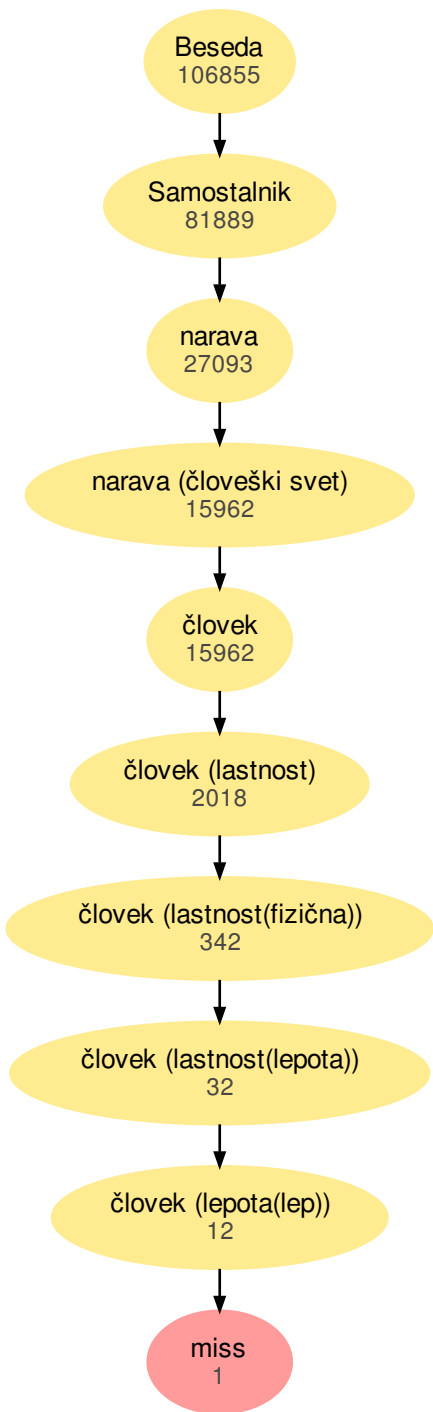 Beseda
106855
Samostalnik
81889
narava
27093
narava (človeški svet)
15962
človek
15962
človek (lastnost)
2018
človek (lastnost(fizična))
342
človek (lastnost(lepota))
32
človek (lepota(lep))
12
miss
1